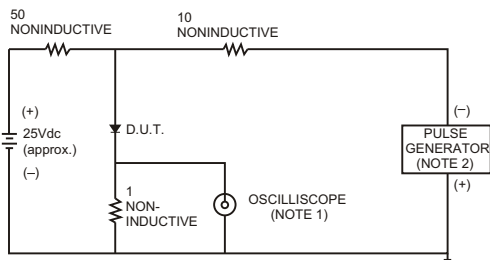 50
NONINDUCTIVE
10
NONINDUCTIVE
(+)
25Vdc
(approx.)
(–)
D.U.T.
1
NON-
INDUCTIVE
OSCILLISCOPE
(NOTE 1)
(–)
PULSE
GENERATOR
(NOTE 2)
(+)